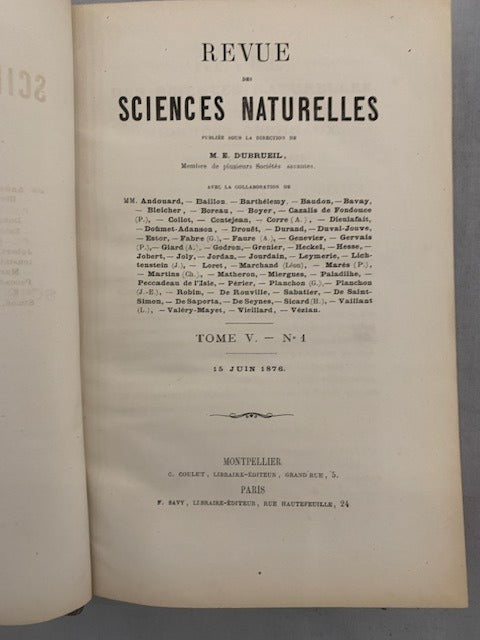 REVUE
DES
SCIENCES NATURELLES
PUBLIÉE SOUS LA DIRECTION DE
M. E. DUBRUEIL,
Membre de plusieurs Sociétés savantes.
AVEC LA COLLABORATION DE
MM. Andouard, — Baillon, — Barthélemy, — Baudon, — Bavay,
— Bleicher, — Boreau, — Boyer, — Cazalis de Fondouce
(P.), — Collot, — Contejean, — Corre (A.), — Dieulafait,
— Dohmet-Adanson, — Drouët, — Durand, — Duval-Jouve,
— Estor, — Fabre (G.), — Faure (A.), — Genevier, — Gervais
(P.), — Giard (A.), — Godron, — Grenier, — Heckel, — Hesse, —
Jobert, — Joly, — Jordan, — Jourdain, — Leymerie, — Lich-
tenstein (J.), — Loret, — Marchand (Léon), — Marès (P.),
— Martins (Ch.), — Matheron, — Miergues, — Paladilhe, —
Peccadeau de l'Isle, — Périer, — Planchon (G.), — Planchon
(J.-E.), — Robin, — De Rouville, — Sabatier, — De Saint-
Simon, — De Saporta, — De Seynes, — Sicard (H.), — Vaillant
(L.), — Valéry-Mayet, — Vieillard, — Vézian.
TOME V. — No 1
15 JUIN 1876.
MONTPELLIER
C. COULET, LIBRAIRE-ÉDITEUR, GRAND'RUE, 5.
PARIS
F. SAVY, LIBRAIRE-ÉDITEUR, RUE HAUTEFEUILLE, 24